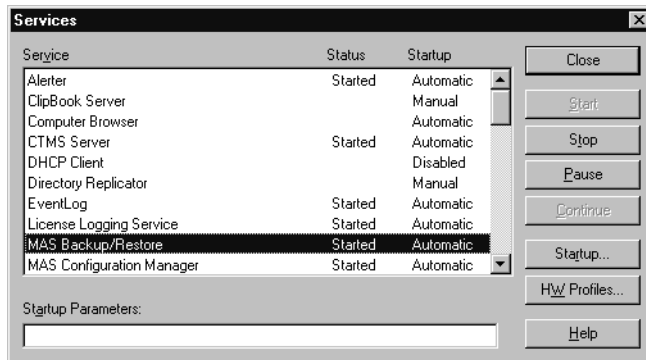 Services
Service Status Startup
Alerter Started Automatic
ClipBook Server Manual
Computer Browser Automatic
CTMS Server Started Automatic
DHCP Client Disabled
Directory Replicator Manual
EventLog Started Automatic
License Logging Service Started Automatic
MAS Backup/Restore Started Automatic
MAS Configuration Manager Started Automatic
Startup Parameters:
Close
Start
Stop
Pause
Continue
Startup...
HW Profiles...
Help